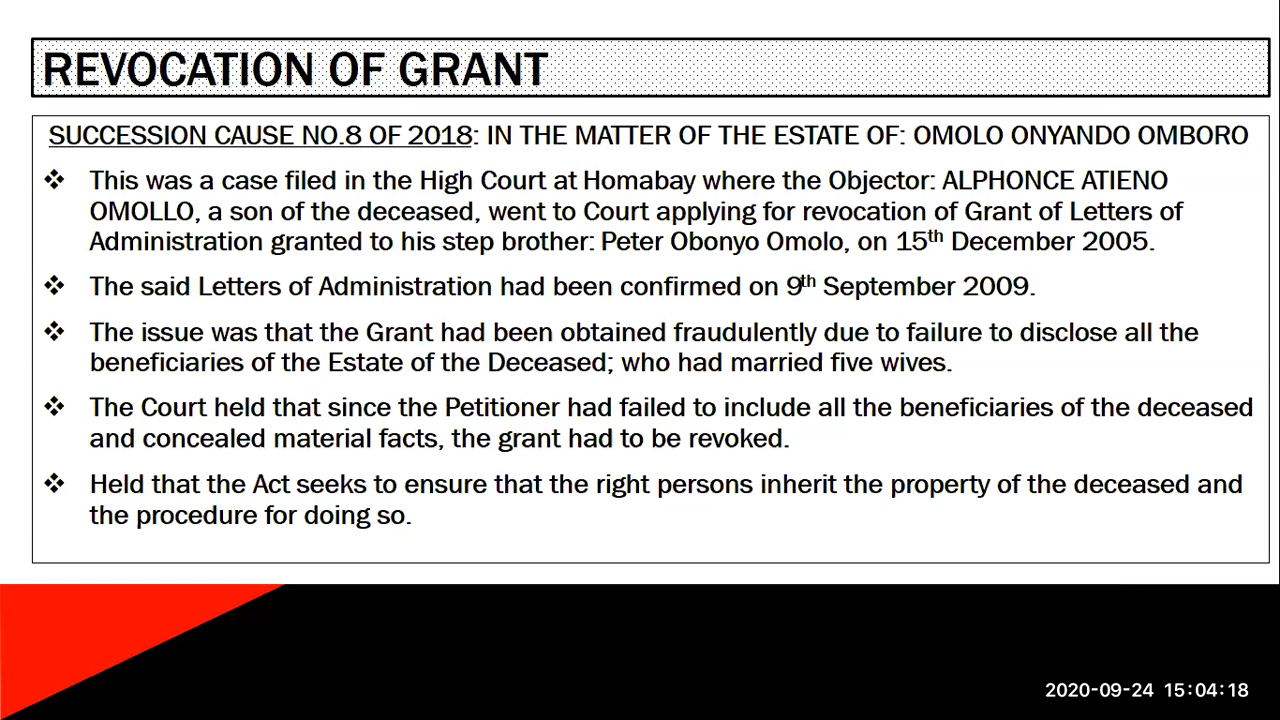 REVOCATION OF GRANT
SUCCESSION CAUSE NO.8 OF 2018: IN THE MATTER OF THE ESTATE OF: OMOLO ONYANDO OMBORO
❖ This was a case filed in the High Court at Homabay where the Objector: ALPHONCE ATIENO
OMOLLO, a son of the deceased, went to Court applying for revocation of Grant of Letters of
Administration granted to his step brother: Peter Obonyo Omolo, on 15th December 2005.
❖ The said Letters of Administration had been confirmed on 9th September 2009.
❖ The issue was that the Grant had been obtained fraudulently due to failure to disclose all the
beneficiaries of the Estate of the Deceased; who had married five wives.
❖ The Court held that since the Petitioner had failed to include all the beneficiaries of the deceased
and concealed material facts, the grant had to be revoked.
❖ Held that the Act seeks to ensure that the right persons inherit the property of the deceased and
the procedure for doing so.
2020-09-24 15:04:18